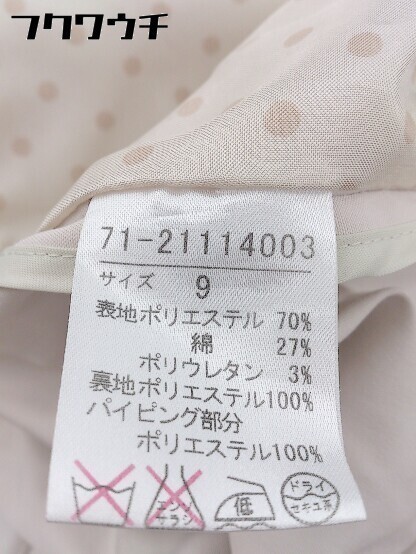 フクワウチ
71-21114003
サイズ 9
表地ポリエステル 70%
綿 27%
ポリウレタン 3%
裏地ポリエステル100%
パイピング部分
ポリエステル100%
エンソ
サラシ
低
ドライ
セキユ系